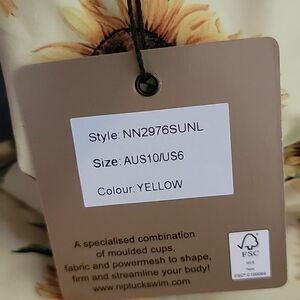 Style: NN2976SUNL
Size: AUS10/US6
Colour: YELLOW
A specialised combination
of moulded cups,
fabric and powermesh to shape,
firm and streamline your body!
www.niptuckswim.com
FSC